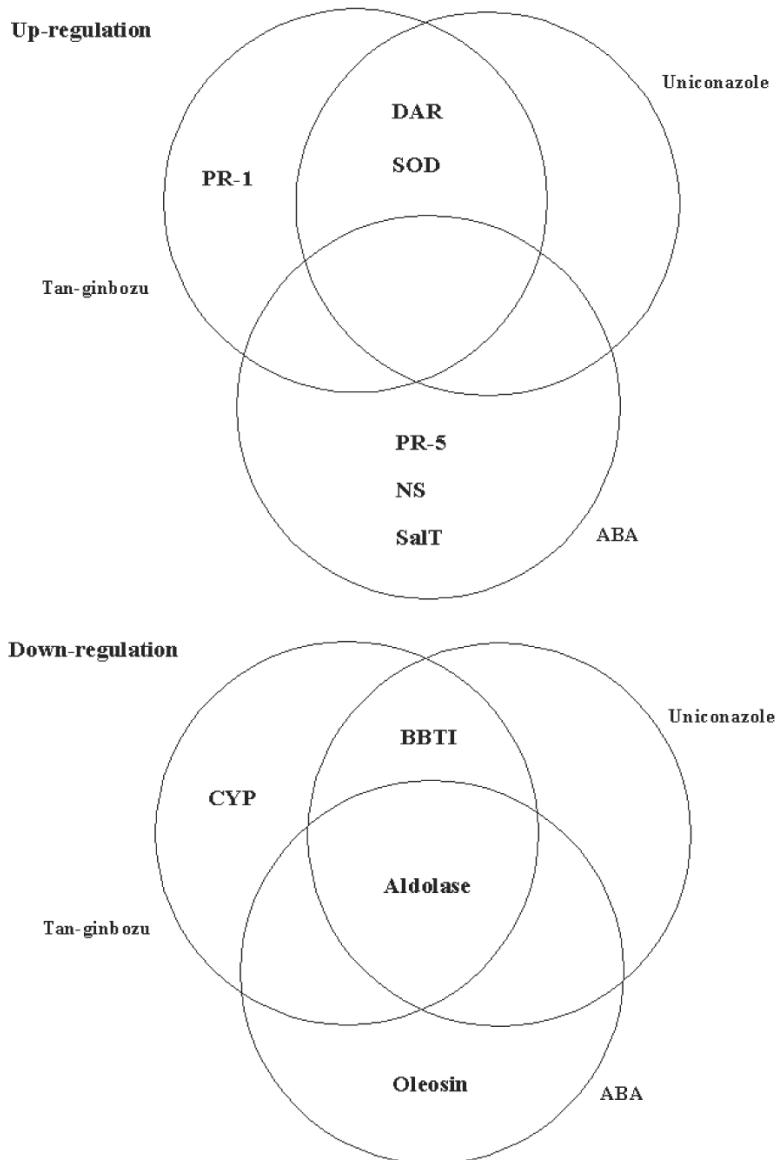 Up-regulation
Uniconazole
DAR
SOD
PR-1
Tan-ginbozu
PR-5
NS
SalT
ABA
Down-regulation
Uniconazole
BBTI
CYP
Aldolase
Tan-ginbozu
Oleosin
ABA